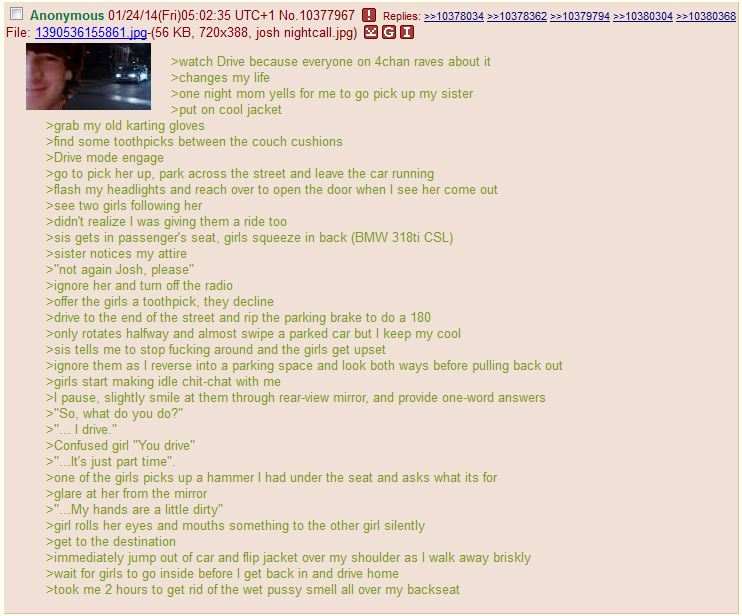 Anonymous 01/24/14(Fri)05:02:35 UTC+1 No.10377967 ! Replies: >>10378034 >>10378362 >>10379794 >>10380304 >>10380368
File: 1390536155861.jpg-(56 KB, 720x388, josh nightcall.jpg) G I
>watch Drive because everyone on 4chan raves about it
>changes my life
>one night mom yells for me to go pick up my sister
>put on cool jacket
>grab my old karting gloves
>find some toothpicks between the couch cushions
>Drive mode engage
>go to pick her up, park across the street and leave the car running
>flash my headlights and reach over to open the door when I see her come out
>see two girls following her
>didn't realize I was giving them a ride too
>sis gets in passenger's seat, girls squeeze in back (BMW 318ti CSL)
>sister notices my attire
>"not again Josh, please"
>ignore her and turn off the radio
>offer the girls a toothpick, they decline
>drive to the end of the street and rip the parking brake to do a 180
>only rotates halfway and almost swipe a parked car but I keep my cool
>sis tells me to stop fucking around and the girls get upset
>ignore them as I reverse into a parking space and look both ways before pulling back out
>girls start making idle chit-chat with me
>I pause, slightly smile at them through rear-view mirror, and provide one-word answers
>"So, what do you do?"
>"... I drive."
>Confused girl "You drive"
>"...It's just part time".
>one of the girls picks up a hammer I had under the seat and asks what its for
>glare at her from the mirror
>"...My hands are a little dirty"
>girl rolls her eyes and mouths something to the other girl silently
>get to the destination
>immediately jump out of car and flip jacket over my shoulder as I walk away briskly
>wait for girls to go inside before I get back in and drive home
>took me 2 hours to get rid of the wet pussy smell all over my backseat